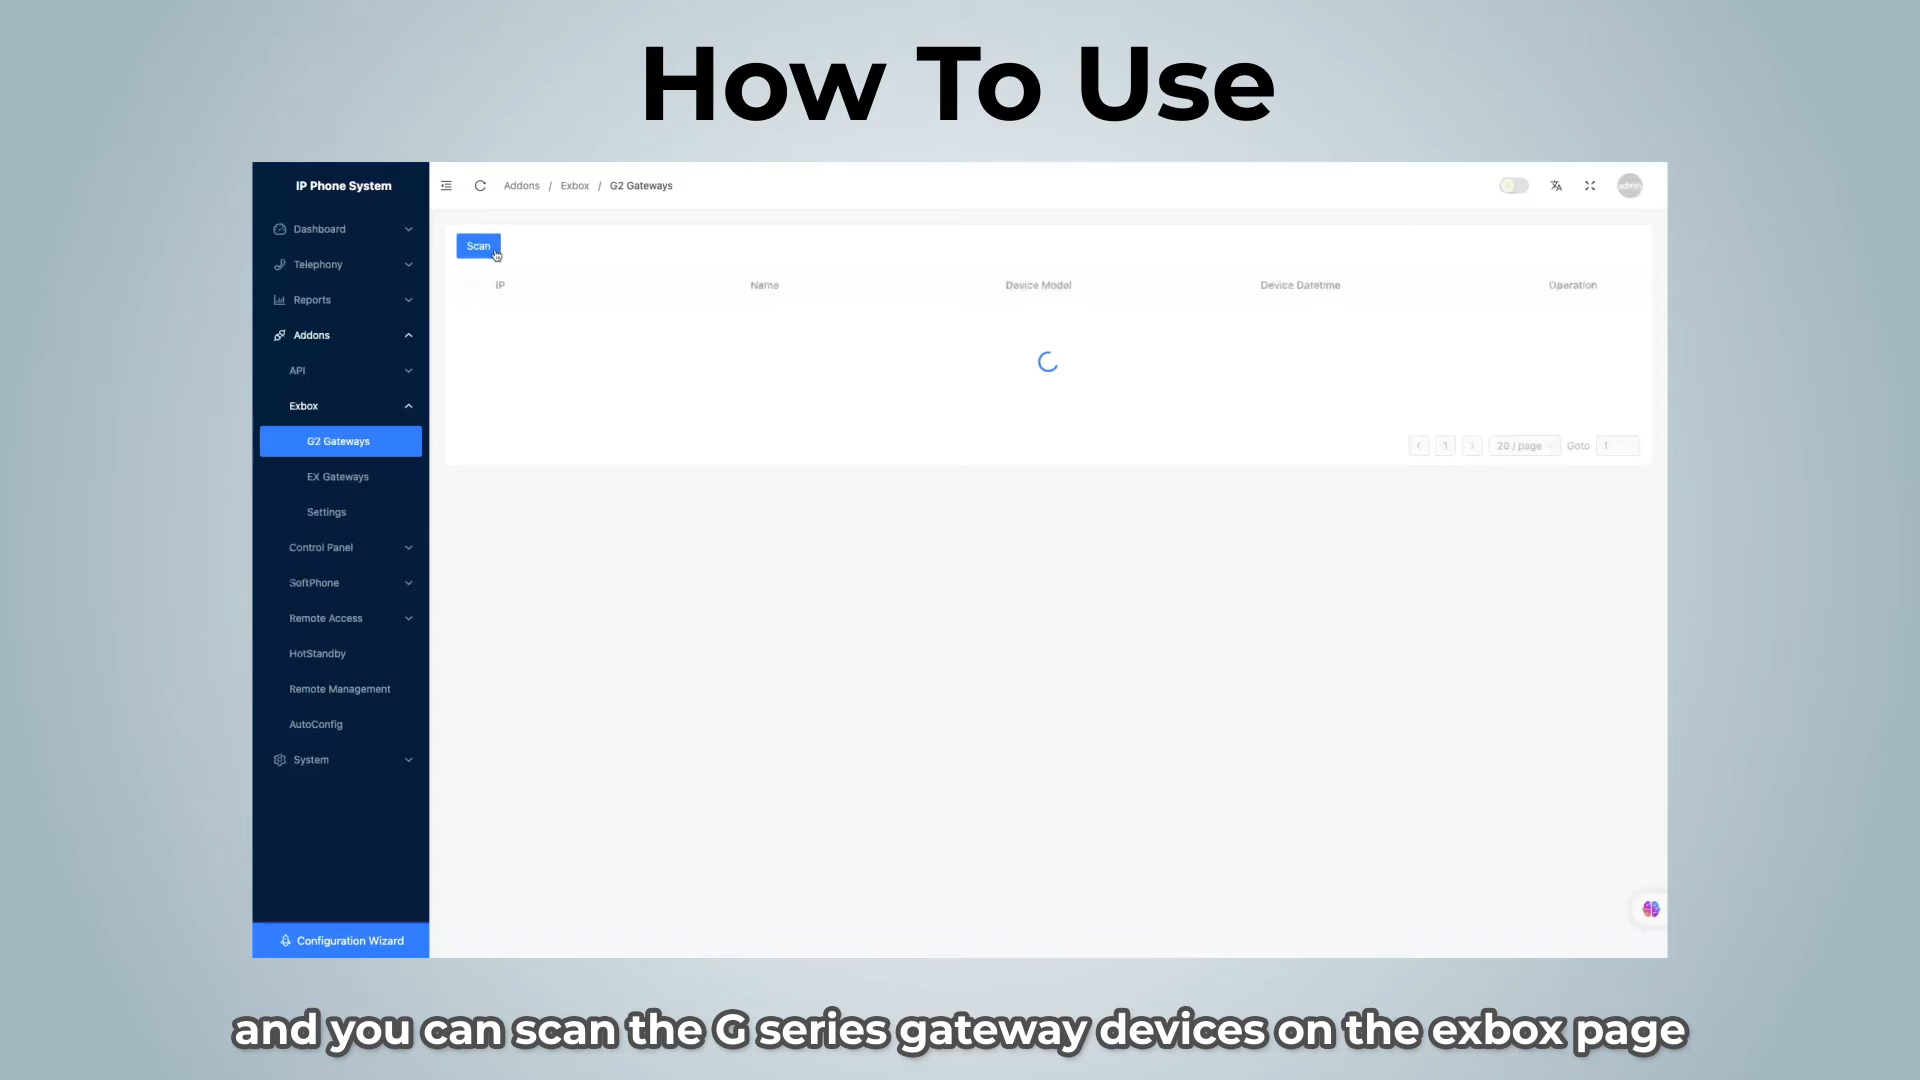 How To Use
IP Phone System
Addons / Exbox / G2 Gateways
admin
Dashboard
Telephony
Reports
Addons
API
Exbox
G2 Gateways
EX Gateways
Settings
Control Panel
SoftPhone
Remote Access
HotStandby
Remote Management
AutoConfig
System
Configuration Wizard
Scan
IP Name Device Model Device Datetime Operation
1 20 / page Goto 1
and you can scan the G series gateway devices on the exbox page